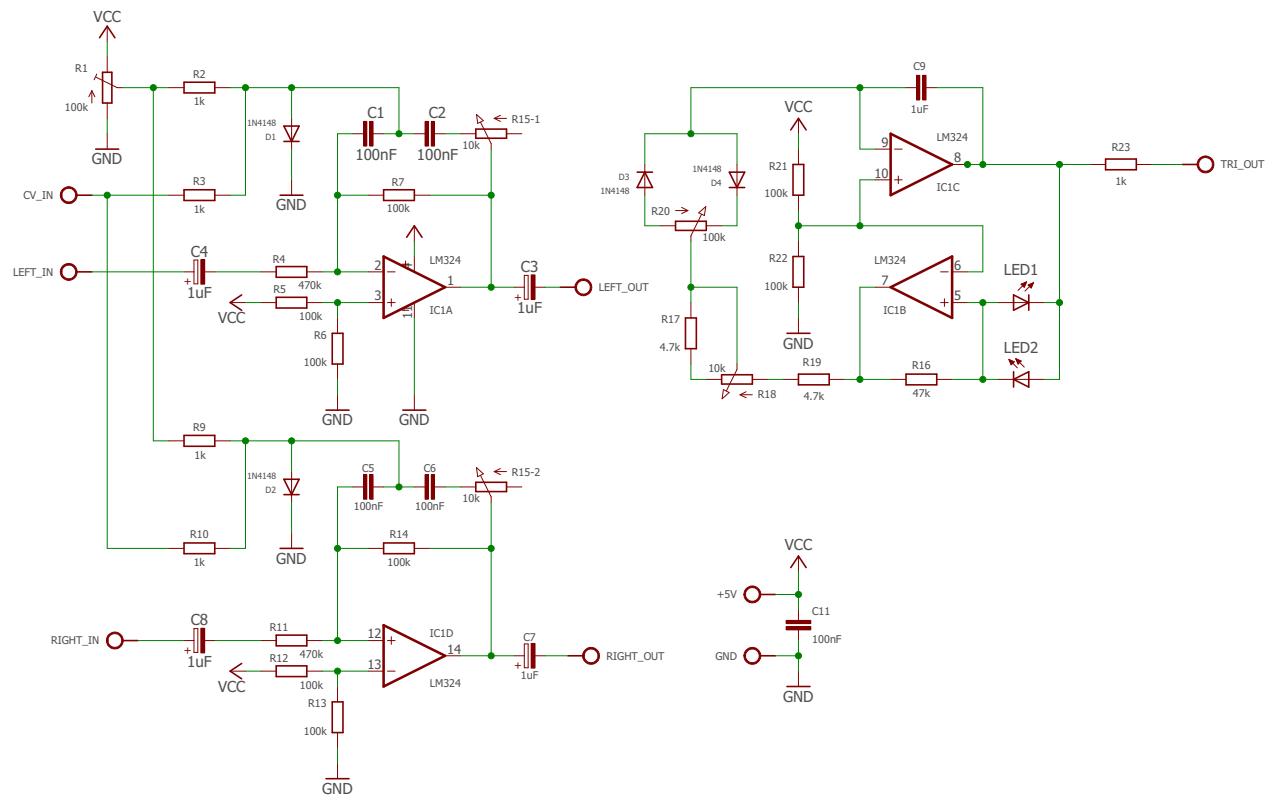 VCC
R1
100k
GND
R2
1k
1N4148
D1
GND
C1
100nF
C2
100nF
R15-1
10k
CV_IN
R3
1k
R7
100k
LEFT_IN
C4
+
1uF
R4
470k
R5
100k
VCC
R6
100k
GND
2
3
4
11
1
LM324
IC1A
GND
C3
+
1uF
LEFT_OUT
R9
1k
1N4148
D2
GND
C5
100nF
C6
100nF
R15-2
10k
R10
1k
R14
100k
RIGHT_IN
C8
+
1uF
R11
470k
R12
100k
VCC
R13
100k
GND
12
13
14
IC1D
LM324
C7
+
1uF
RIGHT_OUT
C9
1uF
VCC
D3
1N4148
1N4148
D4
R20
100k
R21
100k
R22
100k
GND
9
10
8
LM324
IC1C
R23
1k
TRI_OUT
LM324
6
5
7
IC1B
LED1
LED2
R17
4.7k
10k
R18
R19
4.7k
R16
47k
VCC
+5V
C11
100nF
GND
GND